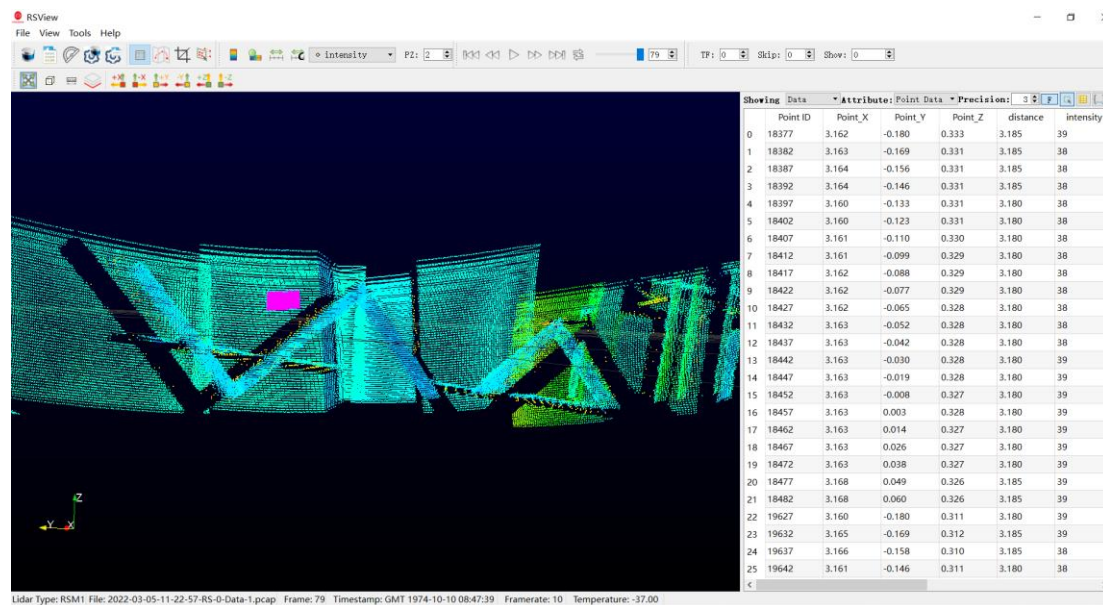 RSView
File View Tools Help
intensity PZ: 2 79 TF: 0 Skip: 0 Show: 0
+X -X +Y -Y +Z -Z
Showing Data Attribute: Point Data Precision: 3
Point ID Point_X Point_Y Point_Z distance intensity
0 18377 3.162 -0.180 0.333 3.185 39
1 18382 3.163 -0.169 0.331 3.185 38
2 18387 3.164 -0.156 0.331 3.185 38
3 18392 3.164 -0.146 0.331 3.185 38
4 18397 3.160 -0.133 0.331 3.180 38
5 18402 3.160 -0.123 0.331 3.180 38
6 18407 3.161 -0.110 0.330 3.180 38
7 18412 3.161 -0.099 0.329 3.180 38
8 18417 3.162 -0.088 0.329 3.180 38
9 18422 3.162 -0.077 0.329 3.180 38
10 18427 3.162 -0.065 0.328 3.180 38
11 18432 3.163 -0.052 0.328 3.180 38
12 18437 3.163 -0.042 0.328 3.180 38
13 18442 3.163 -0.030 0.328 3.180 39
14 18447 3.163 -0.019 0.328 3.180 39
15 18452 3.163 -0.008 0.327 3.180 39
16 18457 3.163 0.003 0.328 3.180 39
17 18462 3.163 0.014 0.327 3.180 39
18 18467 3.163 0.026 0.327 3.180 39
19 18472 3.163 0.038 0.327 3.180 39
20 18477 3.168 0.049 0.326 3.185 39
21 18482 3.168 0.060 0.326 3.185 39
22 19627 3.160 -0.180 0.311 3.180 39
23 19632 3.165 -0.169 0.312 3.185 39
24 19637 3.166 -0.158 0.310 3.185 38
25 19642 3.161 -0.146 0.311 3.180 38
Z
Y X
Lidar Type: RSM1 File: 2022-03-05-11-22-57-RS-0-Data-1.pcap Frame: 79 Timestamp: GMT 1974-10-10 08:47:39 Framerate: 10 Temperature: -37.00